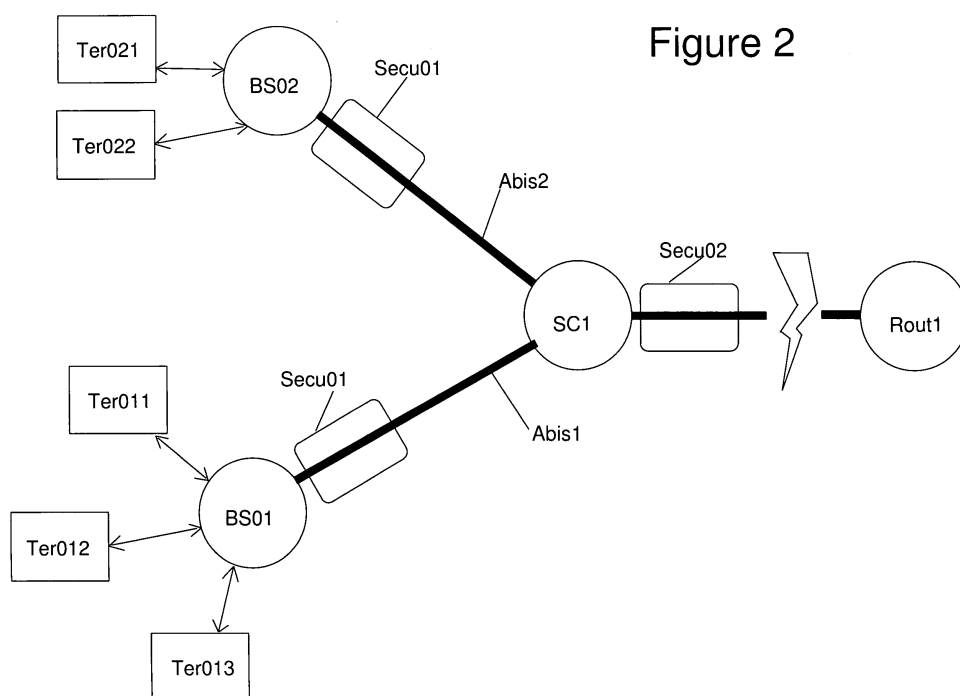 Figure 2
Ter021
BS02
Secu01
Ter022
Abis2
Secu02
SC1
Rout1
Secu01
Ter011
Abis1
BS01
Ter012
Ter013